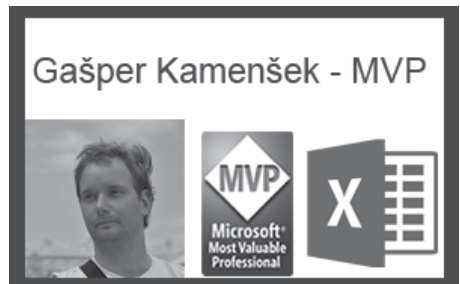 Gašper Kamenšek - MVP
MVP
Microsoft®
Most Valuable
Professional
X